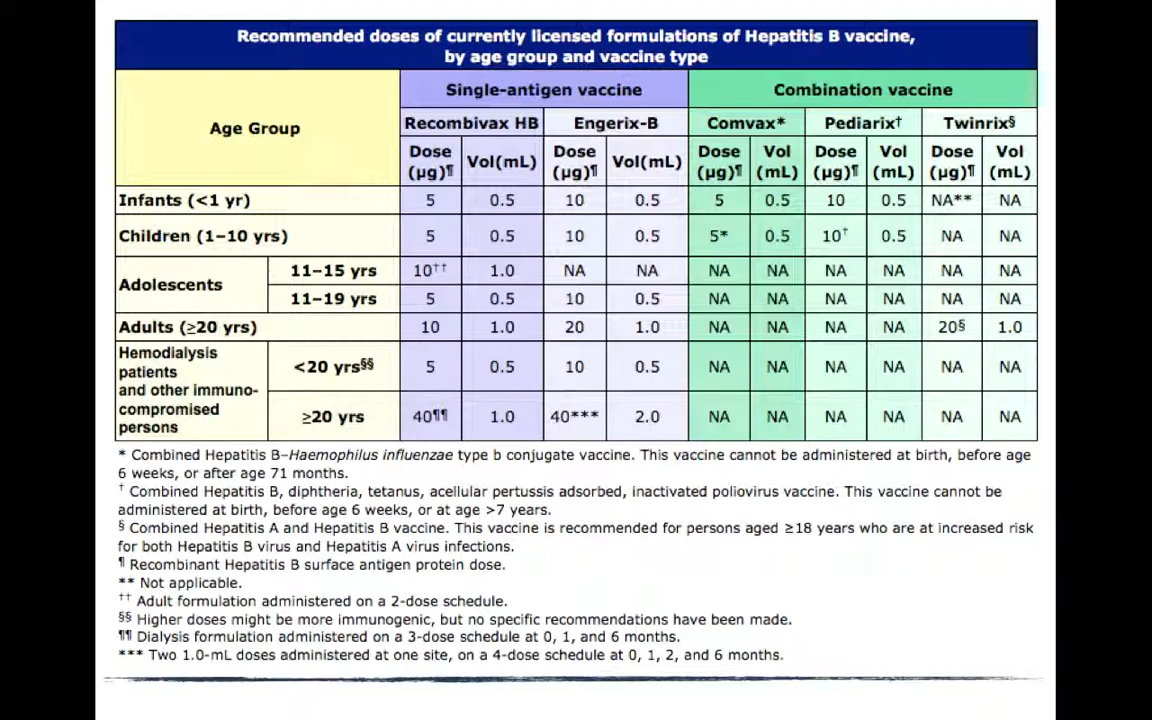 Recommended doses of currently licensed formulations of Hepatitis B vaccine,
by age group and vaccine type
Age Group
Single-antigen vaccine Combination vaccine
Recombivax HB Engerix-B Comvax* Pediarix† Twinrix§
Dose (µg)¶ Vol(mL) Dose (µg)¶ Vol(mL) Dose (µg)¶ Vol (mL) Dose (µg)¶ Vol (mL) Dose (µg)¶ Vol (mL)
Infants (<1 yr) 5 0.5 10 0.5 5 0.5 10 0.5 NA** NA
Children (1–10 yrs) 5 0.5 10 0.5 5* 0.5 10† 0.5 NA NA
Adolescents
11–15 yrs 10†† 1.0 NA NA NA NA NA NA NA NA
11–19 yrs 5 0.5 10 0.5 NA NA NA NA NA NA
Adults (≥20 yrs) 10 1.0 20 1.0 NA NA NA NA 20§ 1.0
Hemodialysis
patients
and other immuno-
compromised
persons
<20 yrs§§ 5 0.5 10 0.5 NA NA NA NA NA NA
≥20 yrs 40¶¶ 1.0 40*** 2.0 NA NA NA NA NA NA
* Combined Hepatitis B–Haemophilus influenzae type b conjugate vaccine. This vaccine cannot be administered at birth, before age
6 weeks, or after age 71 months.
† Combined Hepatitis B, diphtheria, tetanus, acellular pertussis adsorbed, inactivated poliovirus vaccine. This vaccine cannot be
administered at birth, before age 6 weeks, or at age >7 years.
§ Combined Hepatitis A and Hepatitis B vaccine. This vaccine is recommended for persons aged ≥18 years who are at increased risk
for both Hepatitis B virus and Hepatitis A virus infections.
¶ Recombinant Hepatitis B surface antigen protein dose.
** Not applicable.
†† Adult formulation administered on a 2-dose schedule.
§§ Higher doses might be more immunogenic, but no specific recommendations have been made.
¶¶ Dialysis formulation administered on a 3-dose schedule at 0, 1, and 6 months.
*** Two 1.0-mL doses administered at one site, on a 4-dose schedule at 0, 1, 2, and 6 months.